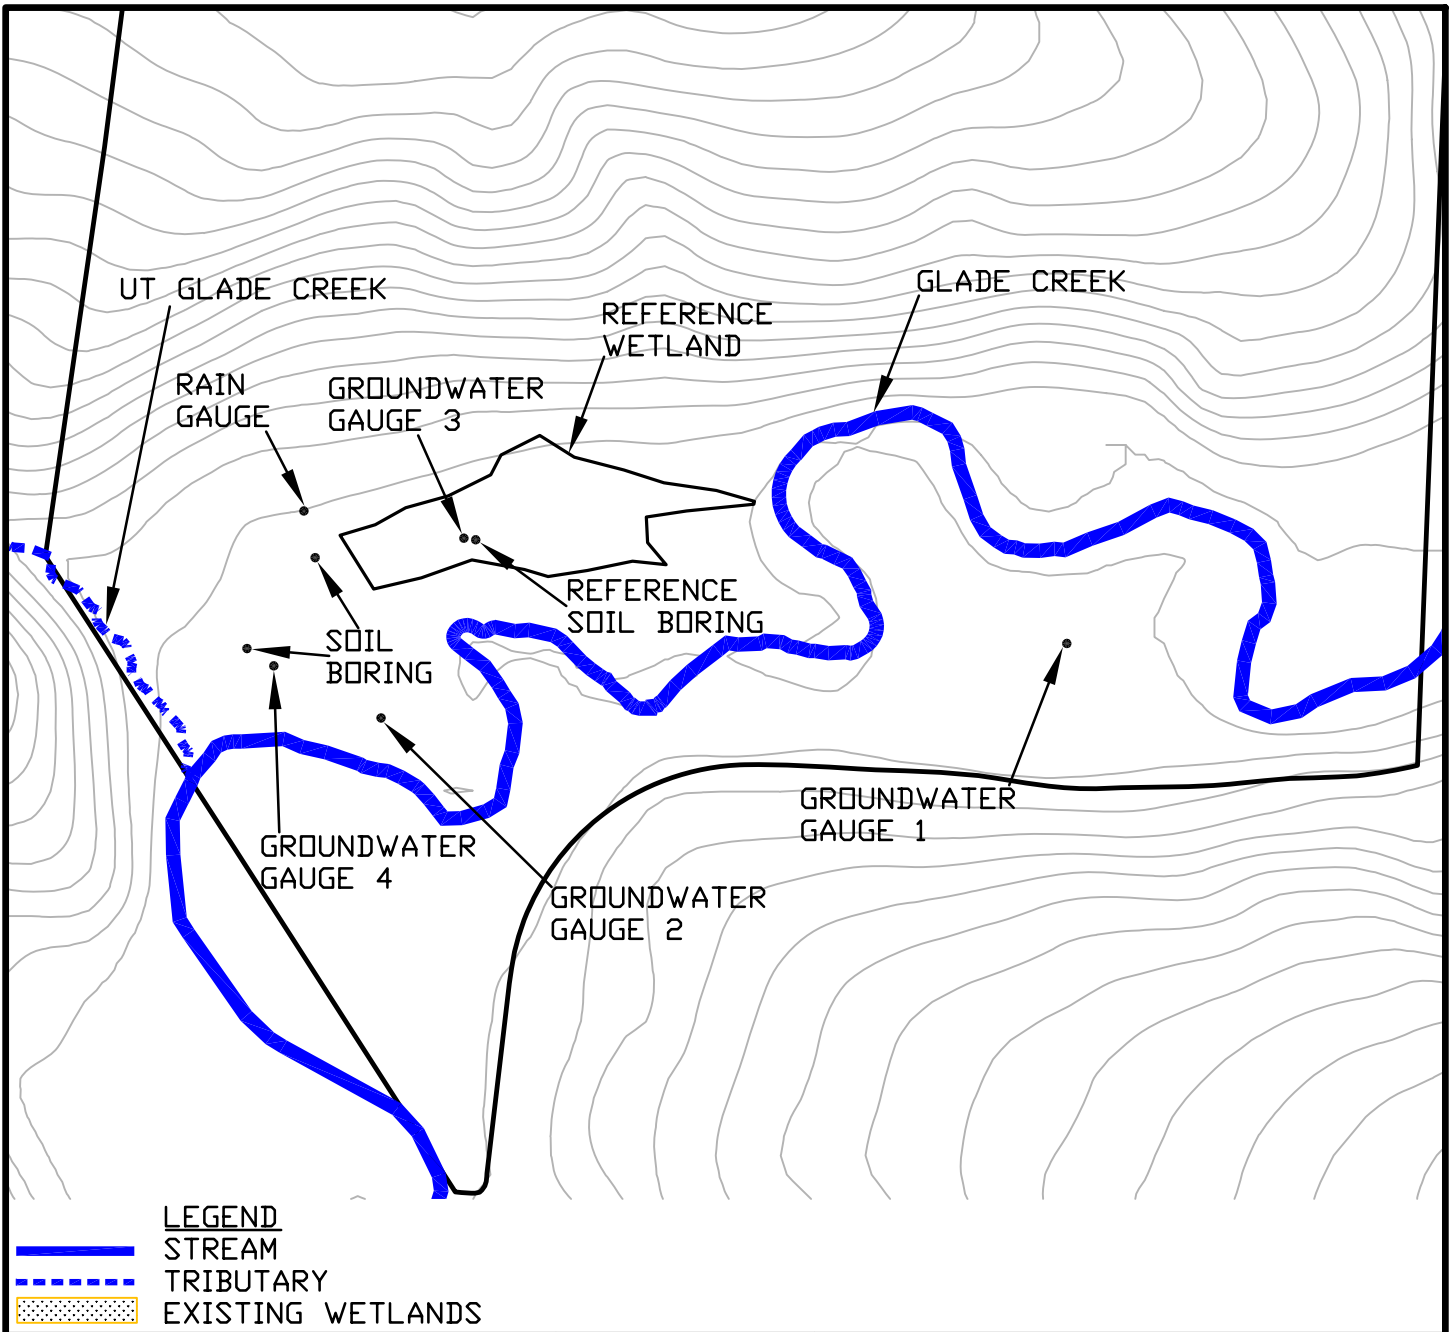 UT GLADE CREEK
GLADE CREEK
REFERENCE
WETLAND
RAIN
GAUGE
GROUNDWATER
GAUGE 3
REFERENCE
SOIL BORING
SOIL
BORING
GROUNDWATER
GAUGE 1
GROUNDWATER
GAUGE 4
GROUNDWATER
GAUGE 2
LEGEND
STREAM
TRIBUTARY
EXISTING WETLANDS